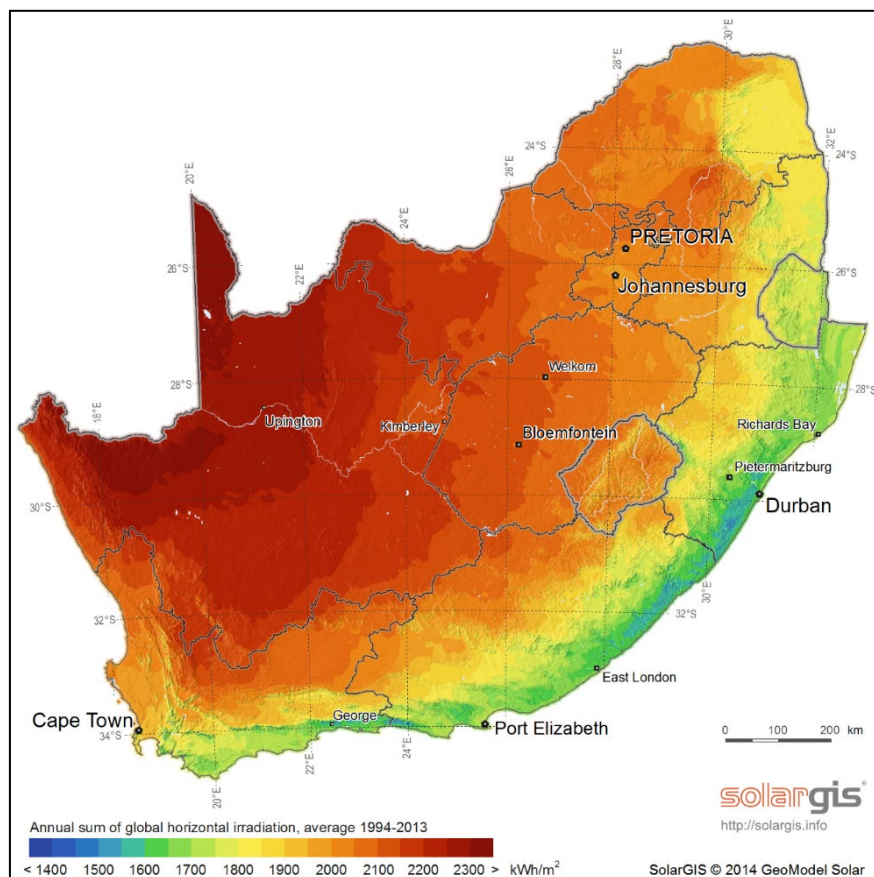 30°E
28°E
32°E
24°S
24°S
20°E
26°E
24°E
PRETORIA
26°S
22°E
26°S
Johannesburg
Welkom
28°S
28°S
18°E
Upington
Kimberley
Richards Bay
Bloemfontein
Pietermaritzburg
30°S
Durban
30°E
32°S
32°S
East London
Cape Town
George
Port Elizabeth
34°S
24°E
22°E
20°E
0 100 200 km
solargis®
http://solargis.info
Annual sum of global horizontal irradiation, average 1994-2013
< 1400 1500 1600 1700 1800 1900 2000 2100 2200 2300 > kWh/m²
SolarGIS © 2014 GeoModel Solar